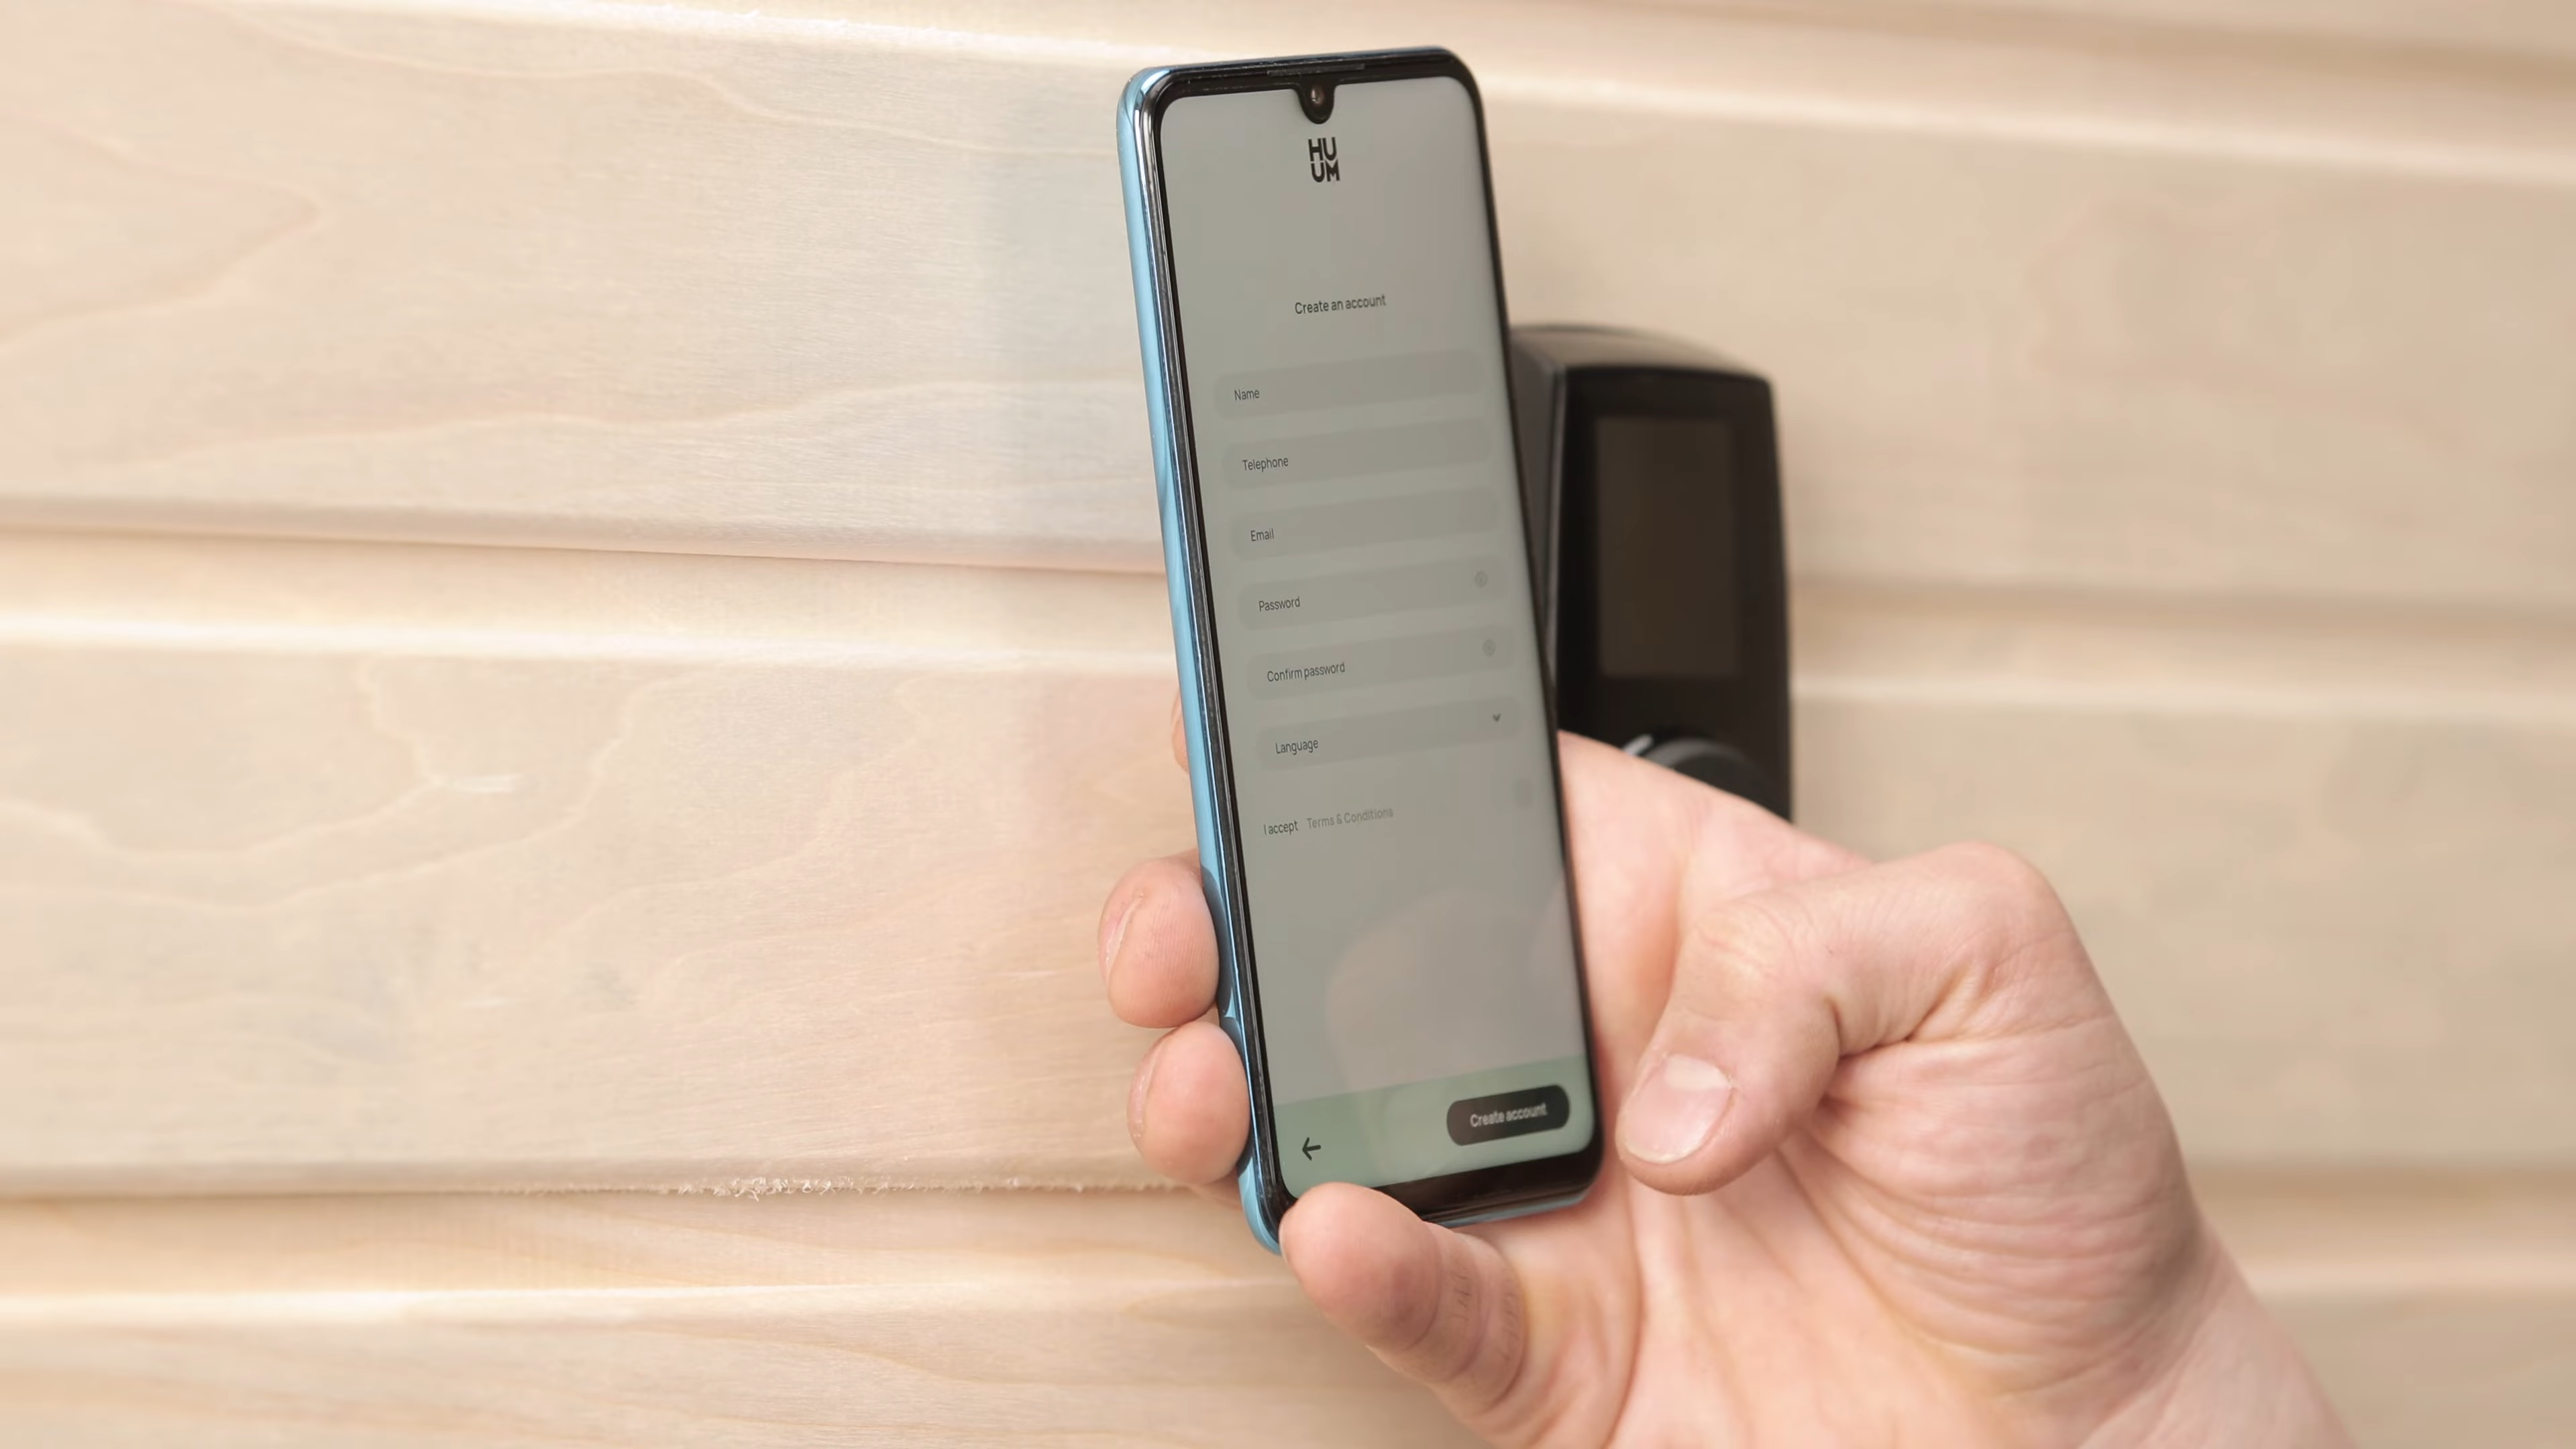 HU
UM
Create an account
Name
Telephone
Email
Password
Confirm password
Language
I accept Terms & Conditions
Create account